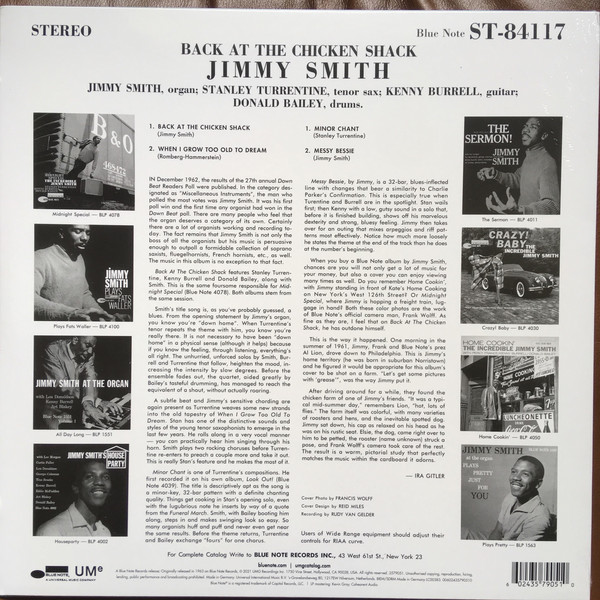 STEREO
Blue Note ST-84117
BACK AT THE CHICKEN SHACK
JIMMY SMITH
JIMMY SMITH, organ; STANLEY TURRENTINE, tenor sax; KENNY BURRELL, guitar;
DONALD BAILEY, drums.
1. BACK AT THE CHICKEN SHACK
(Jimmy Smith)
2. WHEN I GROW TOO OLD TO DREAM
(Romberg-Hammerstein)
1. MINOR CHANT
(Stanley Turrentine)
2. MESSY BESSIE
(Jimmy Smith)
B&O
Midnight Special — BLP 4078
JIMMY SMITH
PLAYS
FATS
WALLER
Plays Fats Waller — BLP 4100
JIMMY SMITH AT THE ORGAN
with Lou Donaldson
Kenny Burrell
Art Blakey
All Day Long — BLP 1551
JIMMY SMITH'S HOUSE
PARTY
Houseparty — BLP 4002
IN December 1962, the results of the 27th annual Down
Beat Readers Poll were published. In the category des-
ignated as "Miscellaneous Instruments", the man who
polled the most votes was Jimmy Smith. It was his first
poll win and the first time any organist had won in the
Down Beat poll. There are many people who feel that
the organ deserves a category of its own. Certainly
there are a lot of organists working and recording to-
day. The fact remains that Jimmy Smith is not only the
boss of all the organists but his music is persuasive
enough to outpoll a formidable collection of soprano
saxists, fluegelhornists, French hornists, etc., as well.
The music in this album is no exception to that fact.
Back At The Chicken Shack features Stanley Turren-
tine, Kenny Burrell and Donald Bailey, along with
Smith. This is the same foursome responsible for Mid-
night Special (Blue Note 4078). Both albums stem from
the same session.
Smith's title song is, as you've probably guessed, a
blues. From the opening statement by Jimmy's organ,
you know you're "down home". When Turrentine's
tenor repeats the theme with him, you know you're
really there. It is not necessary to have been "down
home" in a physical sense (although it helps) because
if you know the feeling, through listening, everything's
all right. The unhurried, unforced solos by Smith, Bur-
rell and Turrentine that follow, heighten the mood, in-
creasing the intensity by slow degrees. Before the
ensemble fades out, the quartet, aided greatly by
Bailey's tasteful drumming, has managed to reach the
equivalent of a shout, without actually roaring.
A subtle beat and Jimmy's sensitive chording are
again present as Turrentine weaves some new strands
into the tapestry of When I Grow Too Old To
Dream. Stan has one of the distinctive sounds and
styles of the young tenor saxophonists to emerge in the
last few years. He rolls along in a very vocal manner
— you can practically hear him singing through his
horn. Smith plays two rocking choruses before Turren-
tine re-enters to preach a couple more and take it out.
This is really Stan's feature and he makes the most of it.
Minor Chant is one of Turrentine's compositions. He
first recorded it on his own album, Look Out! (Blue
Note 4039). The title is descriptively apt as the song is
a minor-key, 32-bar pattern with a definite chanting
quality. Things get cooking in Stan's opening solo, even
with the lugubrious note he inserts by way of a quote
from the Funeral March. Smith, with Bailey booting him
along, steps in and makes swinging look so easy. So
many organists huff and puff and never even get near
the same results. Before the theme returns, Turrentine
and Bailey exchange "fours" for one chorus.
Messy Bessie, by Jimmy, is a 32-bar, blues-inflected
line with changes that bear a similarity to Charlie
Parker's Confirmation. This is especially true when
Turrentine and Burrell are in the spotlight. Stan wails
first; then Kenny with a low, gutsy sound in a solo that,
before it is finished building, shows off his marvelous
dexterity and strong, bluesy feeling. Jimmy then takes
over for an outing that mixes arpeggios and riff pat-
terns most effectively. Notice how much more loosely
he states the theme at the end of the track than he does
at the number's beginning.
When you buy a Blue Note album by Jimmy Smith,
chances are you will not only get a lot of music for
your money, but also a cover you can enjoy viewing
many times as well. Do you remember Home Cookin',
with Jimmy standing in front of Kate's Home Cooking
on New York's West 126th Street? Or Midnight
Special, where Jimmy is hopping a freight train, lug-
gage in hand? Both these color photos are the work
of Blue Note's official camera man, Frank Wolff. As
fine as they are, I feel that on Back At The Chicken
Shack, he has outdone himself.
This is the way it happened. One morning in the
summer of 1961, Jimmy, Frank and Blue Note's prexy
Al Lion, drove down to Philadelphia. This is Jimmy's
home territory (he was born in suburban Norristown)
and he figured it would be appropriate for this album's
cover to be shot on a farm. "Let's get some pictures
with 'grease'", was the way Jimmy put it.
After driving around for a while, they found the
chicken farm of one of Jimmy's friends. "It was a typi-
cal mid-summer day," remembers Lion, "hot, lots of
flies." The farm itself was colorful, with many varieties
of roosters and hens, and the inevitable spotted dog.
Jimmy sat down, his cap as relaxed on his head as he
was on his rustic seat. Elsie, the dog, came right over to
him to be petted, the rooster (name unknown) struck a
pose, and Frank Wolff's camera took care of the rest.
The result is a warm, pictorial study that perfectly
matches the music within the cardboard it adorns.
— IRA GITLER
Cover Photo by FRANCIS WOLFF
Cover Design by REID MILES
Recording by RUDY VAN GELDER
Users of Wide Range equipment should adjust their
controls for RIAA curve.
THE
SERMON!
JIMMY
SMITH
The Sermon — BLP 4011
CRAZY!
BABY
THE
INCREDIBLE
JIMMY SMITH
Crazy! Baby — BLP 4030
HOME COOKIN'
THE INCREDIBLE JIMMY SMITH
LUNCHEONETTE
Home Cookin' — BLP 4050
JIMMY SMITH
at the organ
PLAYS
PRETTY
JUST
FOR
YOU
Plays Pretty — BLP 1563
For Complete Catalog Write to BLUE NOTE RECORDS INC., 43 West 61st St., New York 23
bluenote.com | umgcatalog.com
BLUE NOTE.
UMe
A UNIVERSAL MUSIC COMPANY
6 02435 79051 0